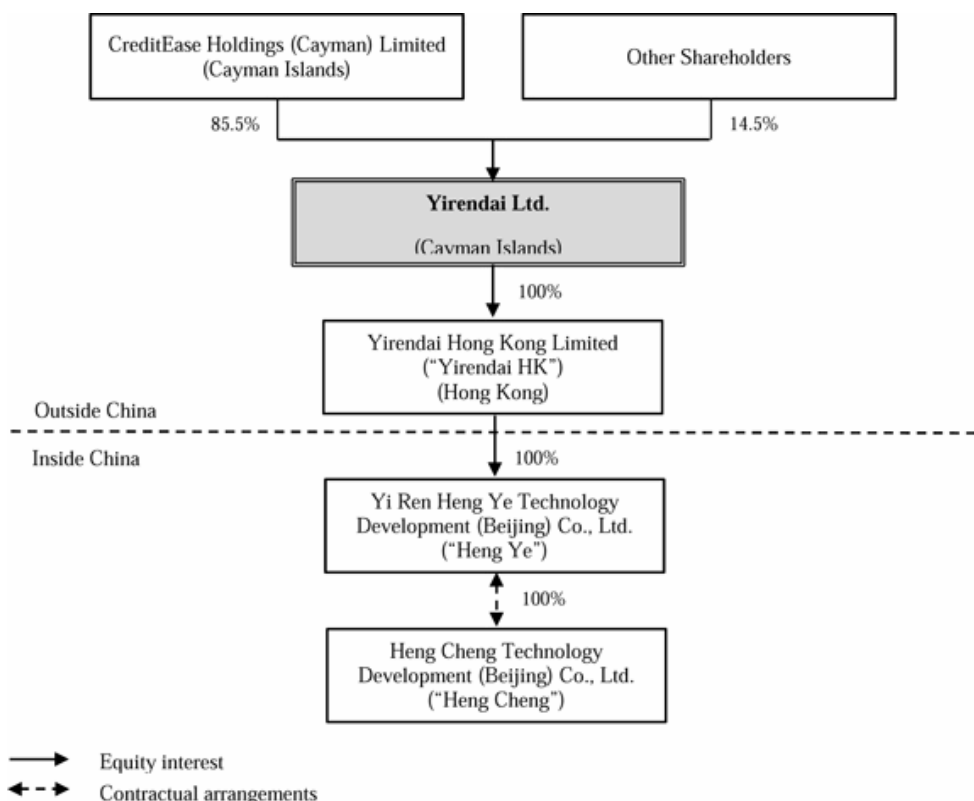 CreditEase Holdings (Cayman) Limited
(Cayman Islands)
Other Shareholders
85.5%
14.5%
Yirendai Ltd.
(Cayman Islands)
100%
Yirendai Hong Kong Limited
(“Yirendai HK”)
(Hong Kong)
Outside China
Inside China
100%
Yi Ren Heng Ye Technology
Development (Beijing) Co., Ltd.
(“Heng Ye”)
100%
Heng Cheng Technology
Development (Beijing) Co., Ltd.
(“Heng Cheng”)
Equity interest
Contractual arrangements